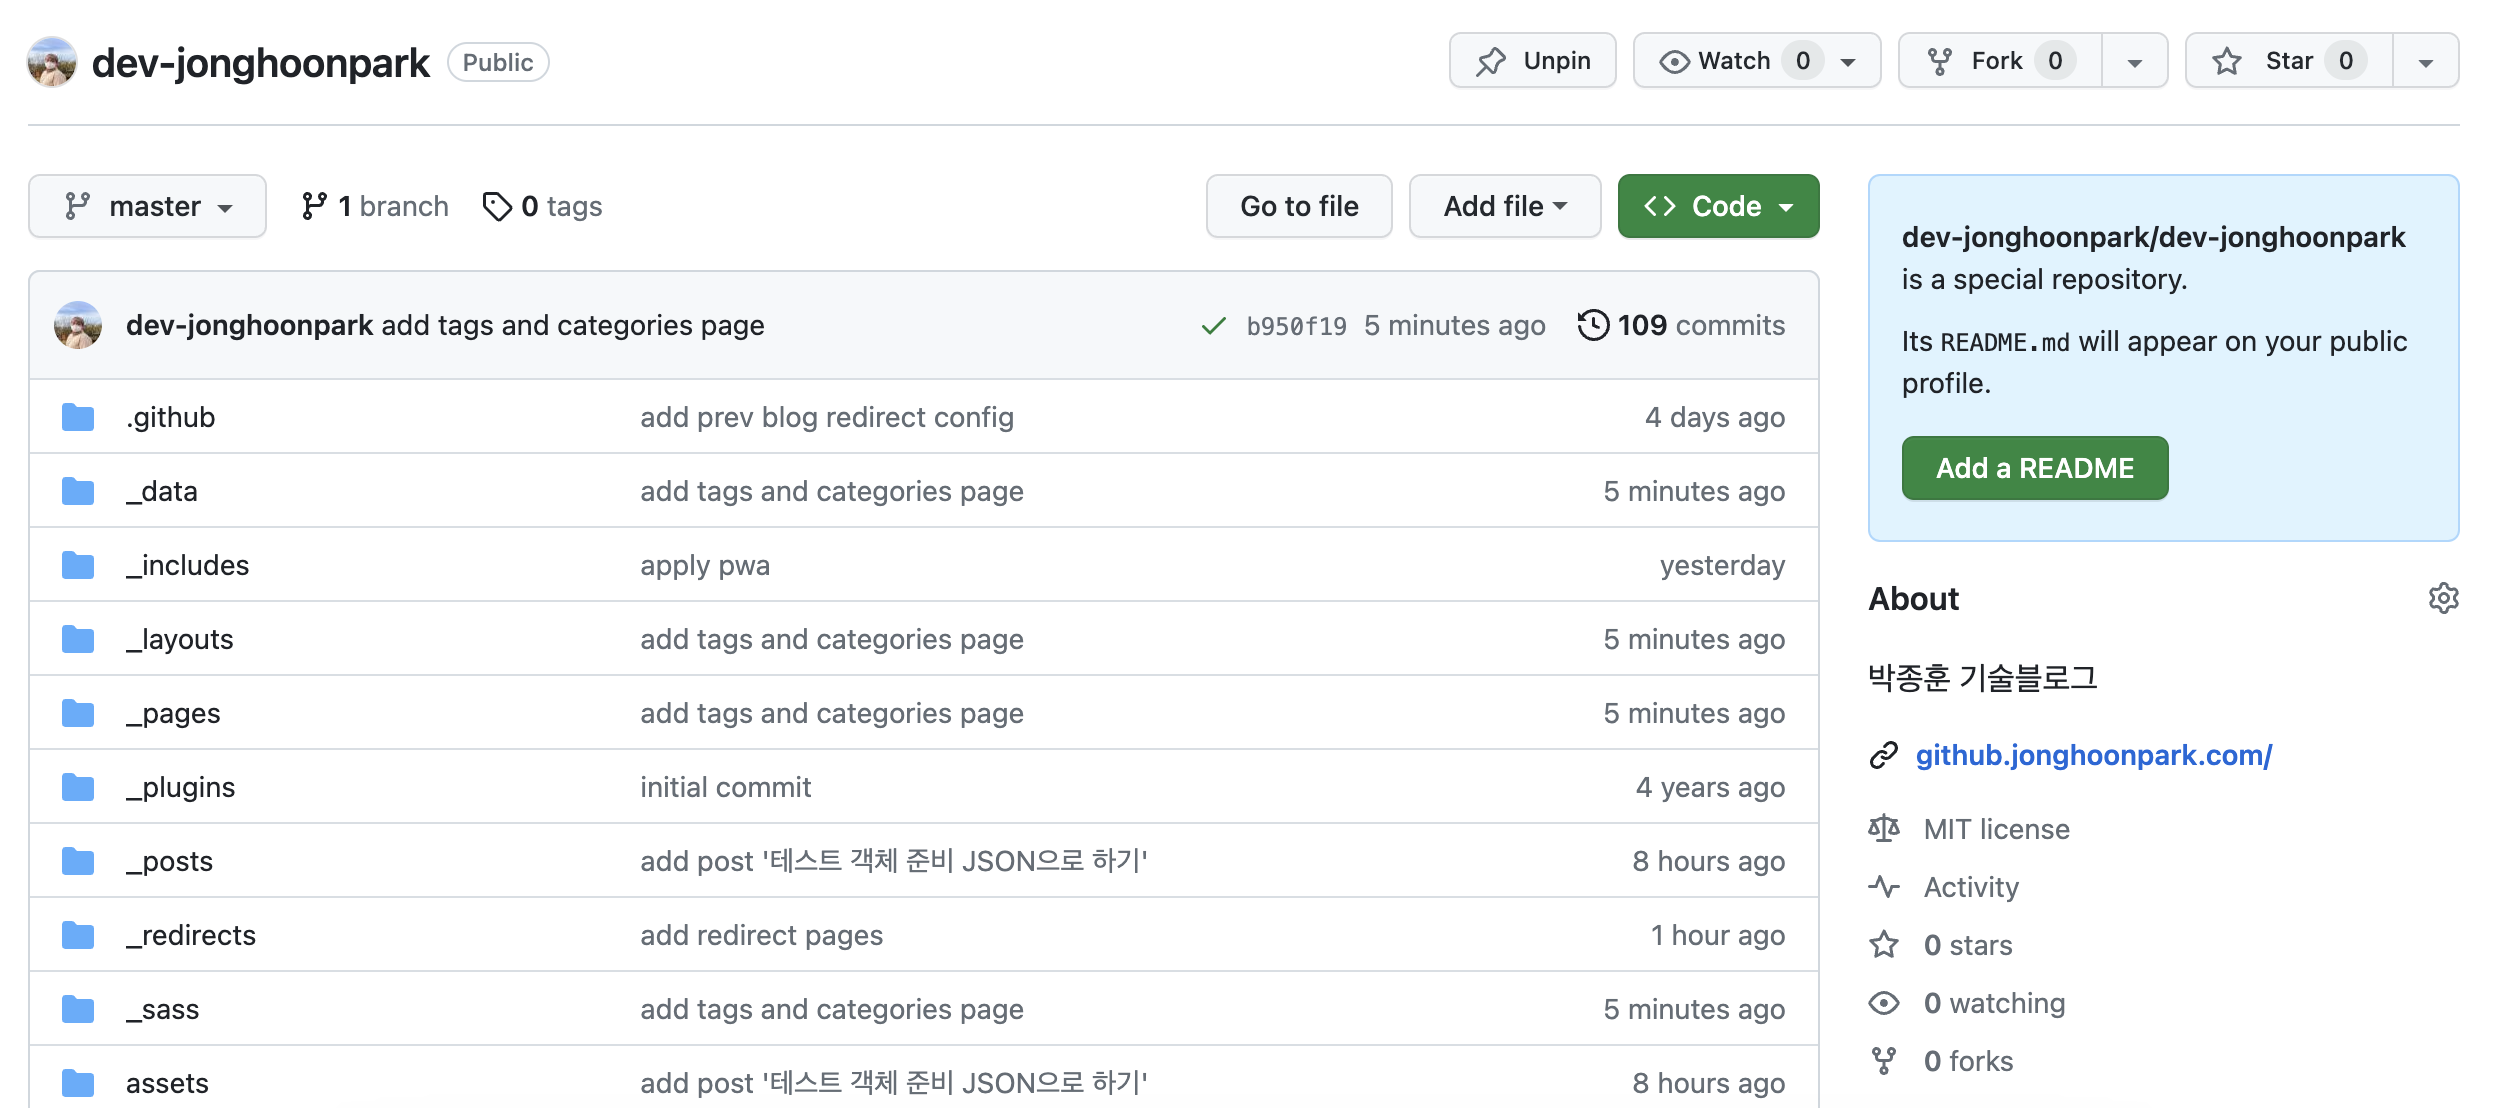 dev-jonghoonpark Public Unpin Watch 0 Fork 0 Star 0
master 1 branch 0 tags Go to file Add file Code
dev-jonghoonpark add tags and categories page b950f19 5 minutes ago 109 commits
.github add prev blog redirect config 4 days ago
_data add tags and categories page 5 minutes ago
_includes apply pwa yesterday
_layouts add tags and categories page 5 minutes ago
_pages add tags and categories page 5 minutes ago
_plugins initial commit 4 years ago
_posts add post '테스트 객체 준비 JSON으로 하기' 8 hours ago
_redirects add redirect pages 1 hour ago
_sass add tags and categories page 5 minutes ago
assets add post '테스트 객체 준비 JSON으로 하기' 8 hours ago
dev-jonghoonpark/dev-jonghoonpark
is a special repository.
Its README.md will appear on your public
profile.
Add a README
About
박종훈 기술블로그
github.jonghoonpark.com/
MIT license
Activity
0 stars
0 watching
0 forks